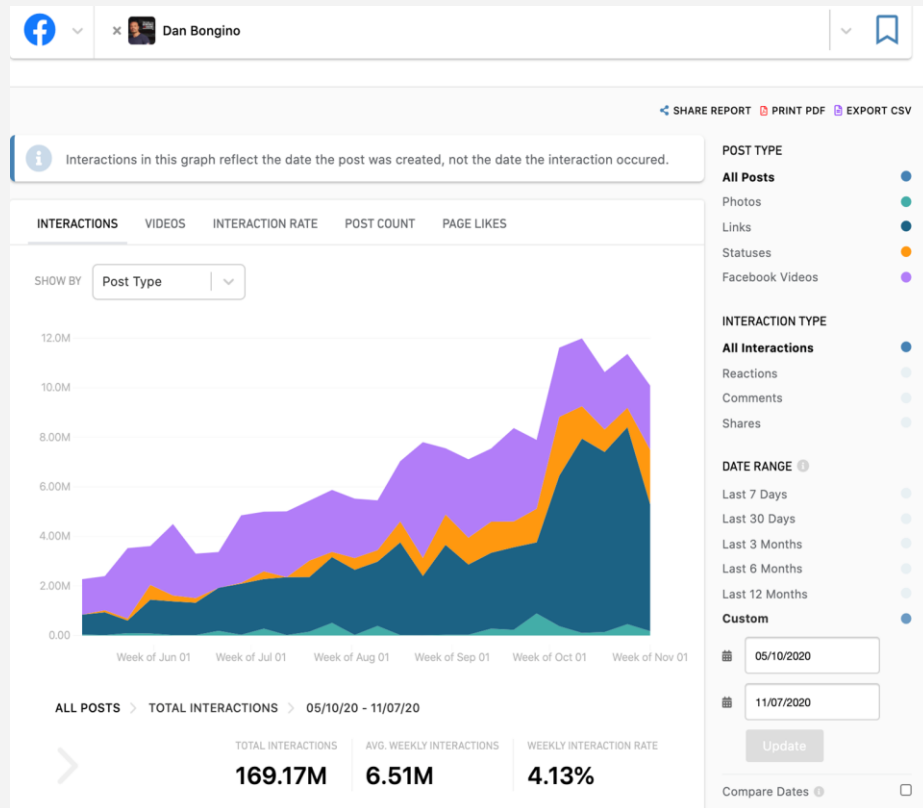 Dan Bongino
SHARE REPORT PRINT PDF EXPORT CSV
Interactions in this graph reflect the date the post was created, not the date the interaction occured.
INTERACTIONS VIDEOS INTERACTION RATE POST COUNT PAGE LIKES
SHOW BY Post Type
12.0M
10.0M
8.00M
6.00M
4.00M
2.00M
0.00
Week of Jun 01 Week of Jul 01 Week of Aug 01 Week of Sep 01 Week of Oct 01 Week of Nov 01
ALL POSTS TOTAL INTERACTIONS 05/10/20 - 11/07/20
TOTAL INTERACTIONS AVG. WEEKLY INTERACTIONS WEEKLY INTERACTION RATE
169.17M 6.51M 4.13%
POST TYPE
All Posts
Photos
Links
Statuses
Facebook Videos
INTERACTION TYPE
All Interactions
Reactions
Comments
Shares
DATE RANGE
Last 7 Days
Last 30 Days
Last 3 Months
Last 6 Months
Last 12 Months
Custom
05/10/2020
11/07/2020
Update
Compare Dates